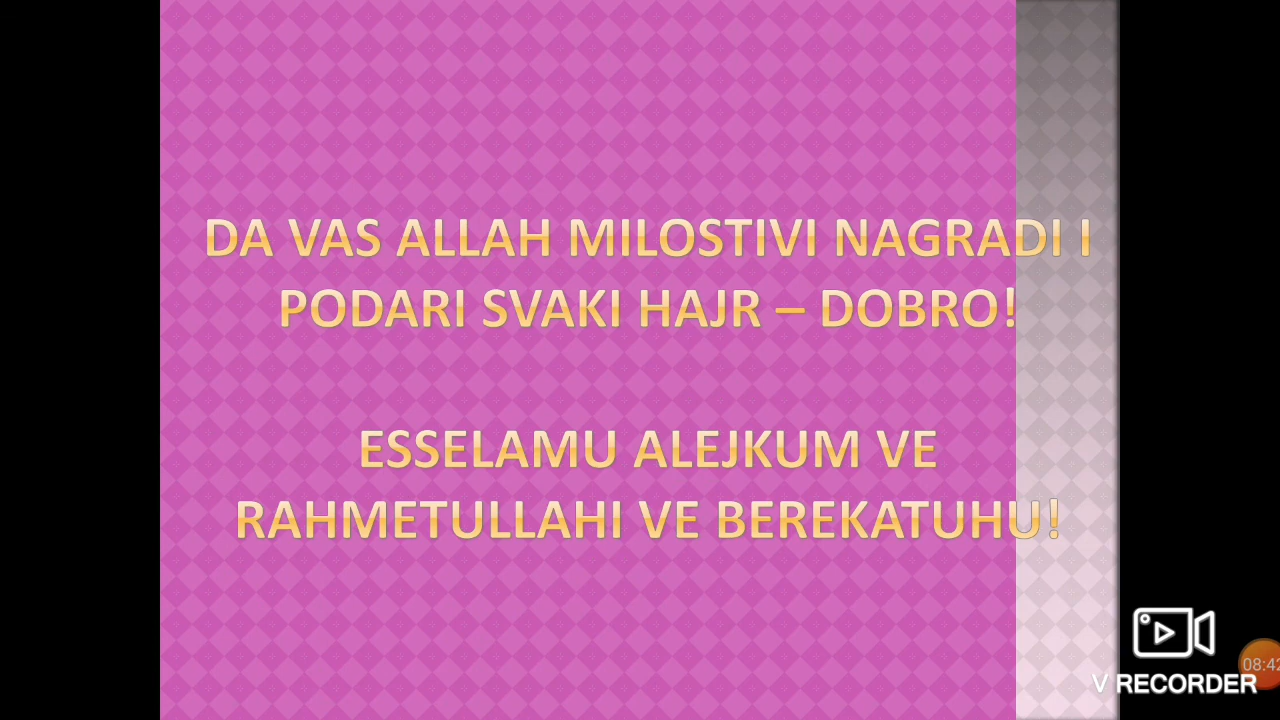 DA VAS ALLAH MILOSTIVI NAGRADI I
PODARI SVAKI HAJR – DOBRO!
ESSELAMU ALEJKUM VE
RAHMETULLAHI VE BEREKATUHU!
08:42
V RECORDER